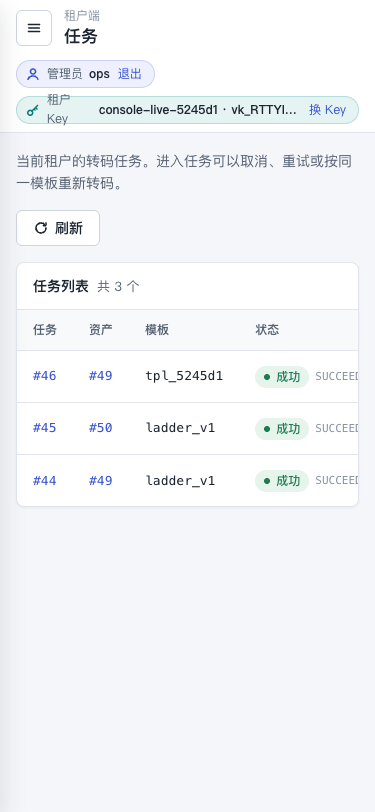 租户端
任务
管理员 ops 退出
租户 Key console-live-5245d1 · vk_RTTYI... 换 Key
当前租户的转码任务。进入任务可以取消、重试或按同
一模板重新转码。
刷新
任务列表 共 3 个
任务 资产 模板 状态
#46 #49 tpl_5245d1 成功 SUCCEED
#45 #50 ladder_v1 成功 SUCCEED
#44 #49 ladder_v1 成功 SUCCEED